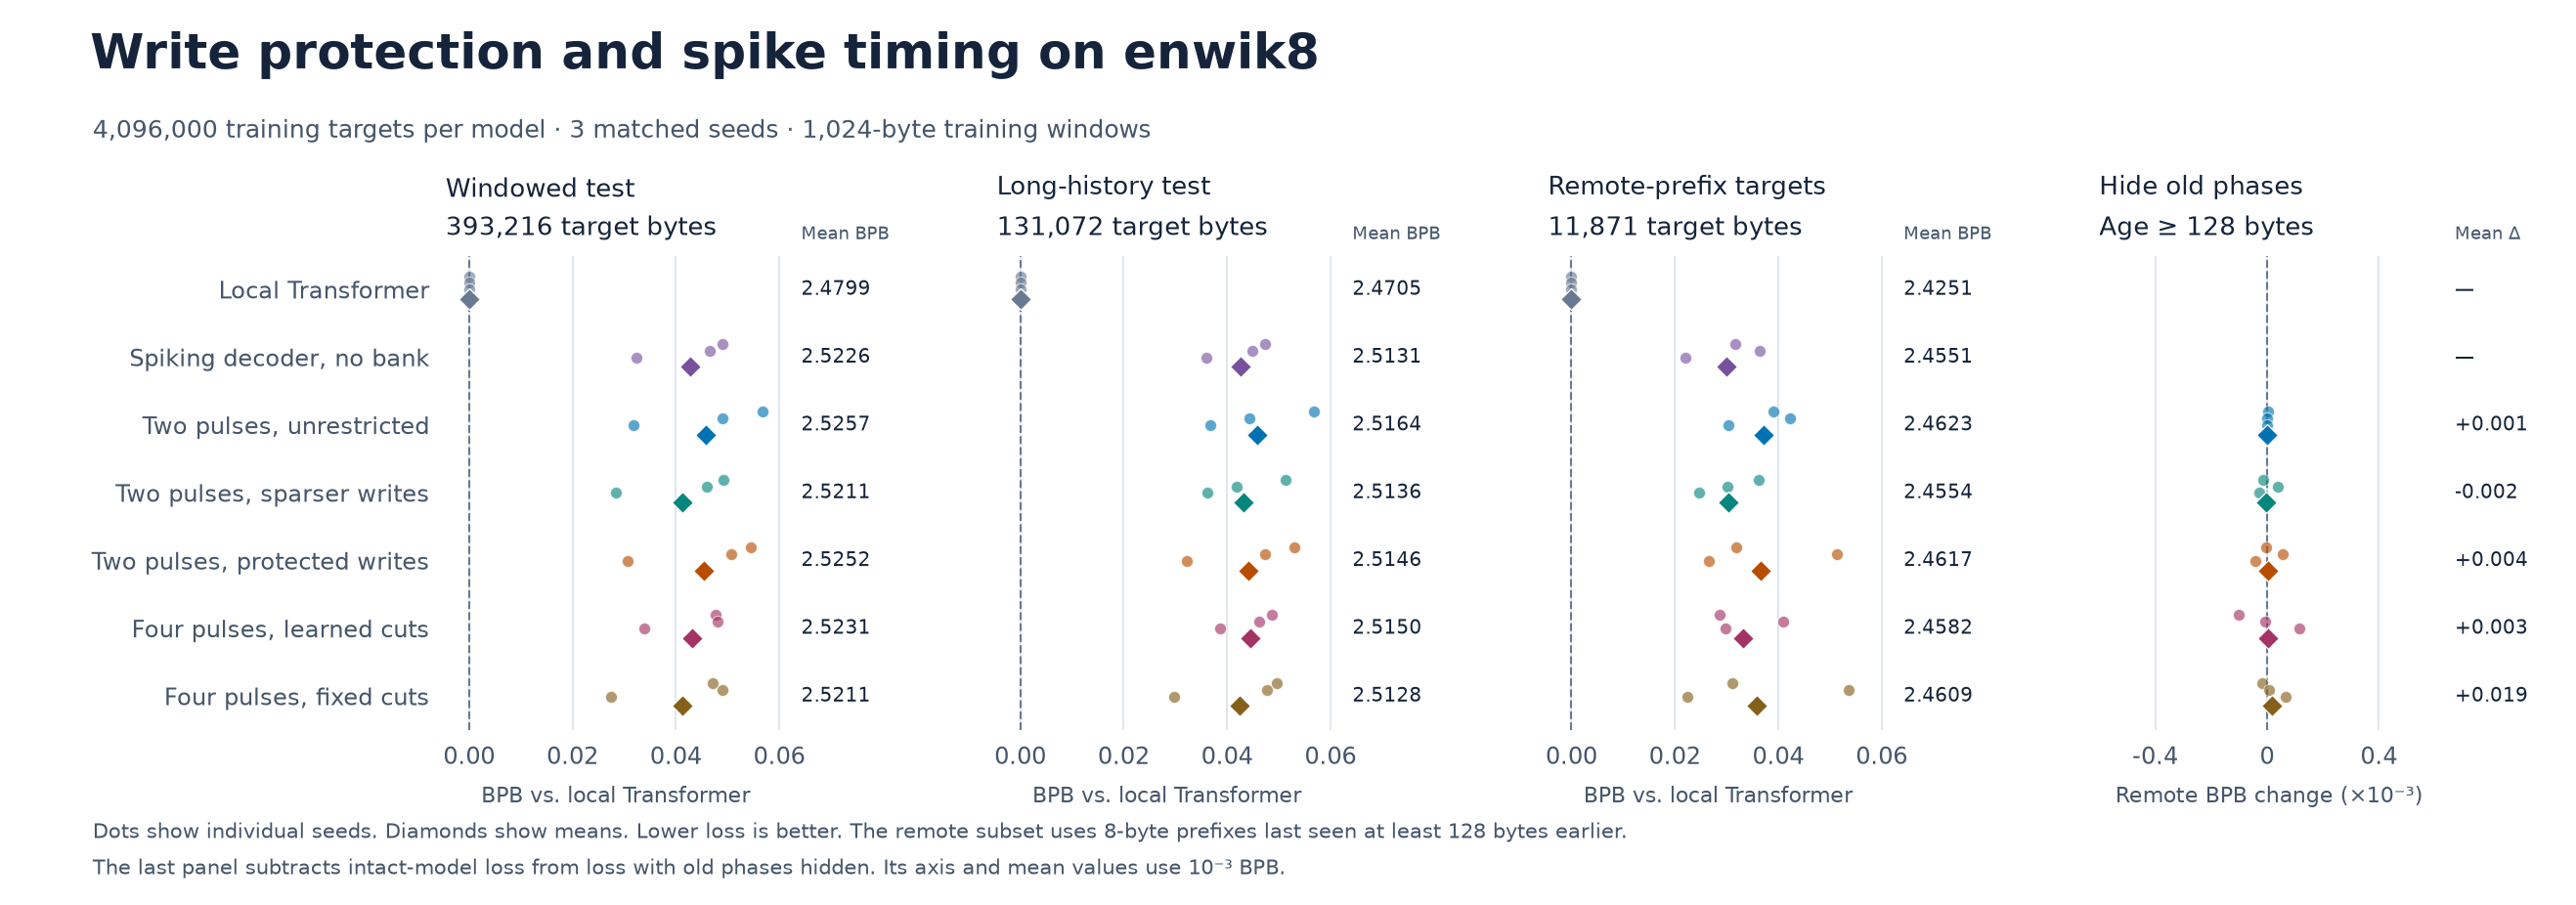 Write protection and spike timing on enwik8
4,096,000 training targets per model · 3 matched seeds · 1,024-byte training windows
Windowed test
393,216 target bytes
Mean BPB
Long-history test
131,072 target bytes
Mean BPB
Remote-prefix targets
11,871 target bytes
Mean BPB
Hide old phases
Age ≥ 128 bytes
Mean Δ
Local Transformer 2.4799 2.4705 2.4251 —
Spiking decoder, no bank 2.5226 2.5131 2.4551 —
Two pulses, unrestricted 2.5257 2.5164 2.4623 +0.001
Two pulses, sparser writes 2.5211 2.5136 2.4554 -0.002
Two pulses, protected writes 2.5252 2.5146 2.4617 +0.004
Four pulses, learned cuts 2.5231 2.5150 2.4582 +0.003
Four pulses, fixed cuts 2.5211 2.5128 2.4609 +0.019
0.00 0.02 0.04 0.06 0.00 0.02 0.04 0.06 0.00 0.02 0.04 0.06 -0.4 0 0.4
BPB vs. local Transformer BPB vs. local Transformer BPB vs. local Transformer Remote BPB change (×10⁻³)
Dots show individual seeds. Diamonds show means. Lower loss is better. The remote subset uses 8-byte prefixes last seen at least 128 bytes earlier.
The last panel subtracts intact-model loss from loss with old phases hidden. Its axis and mean values use 10⁻³ BPB.